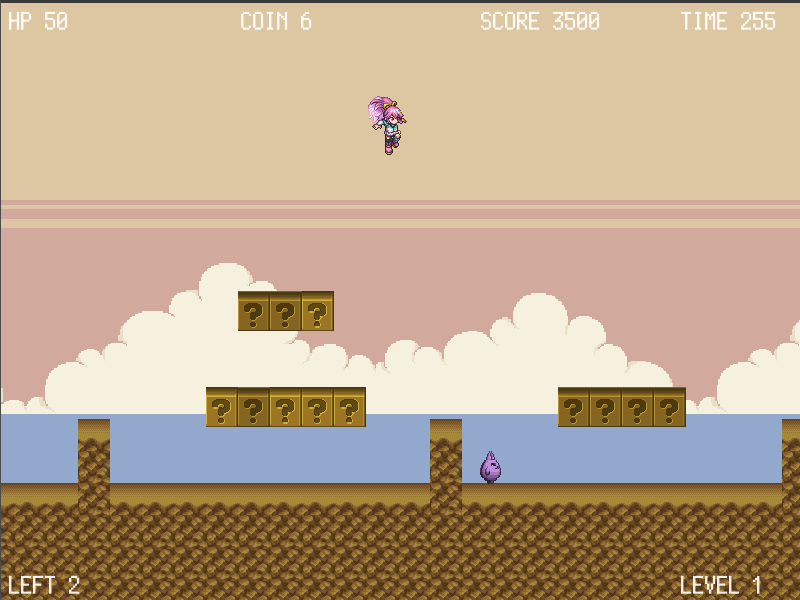 HP 50 COIN 6 SCORE 3500 TIME 255
? ? ?
? ? ? ? ? ? ? ? ?
LEFT 2 LEVEL 1